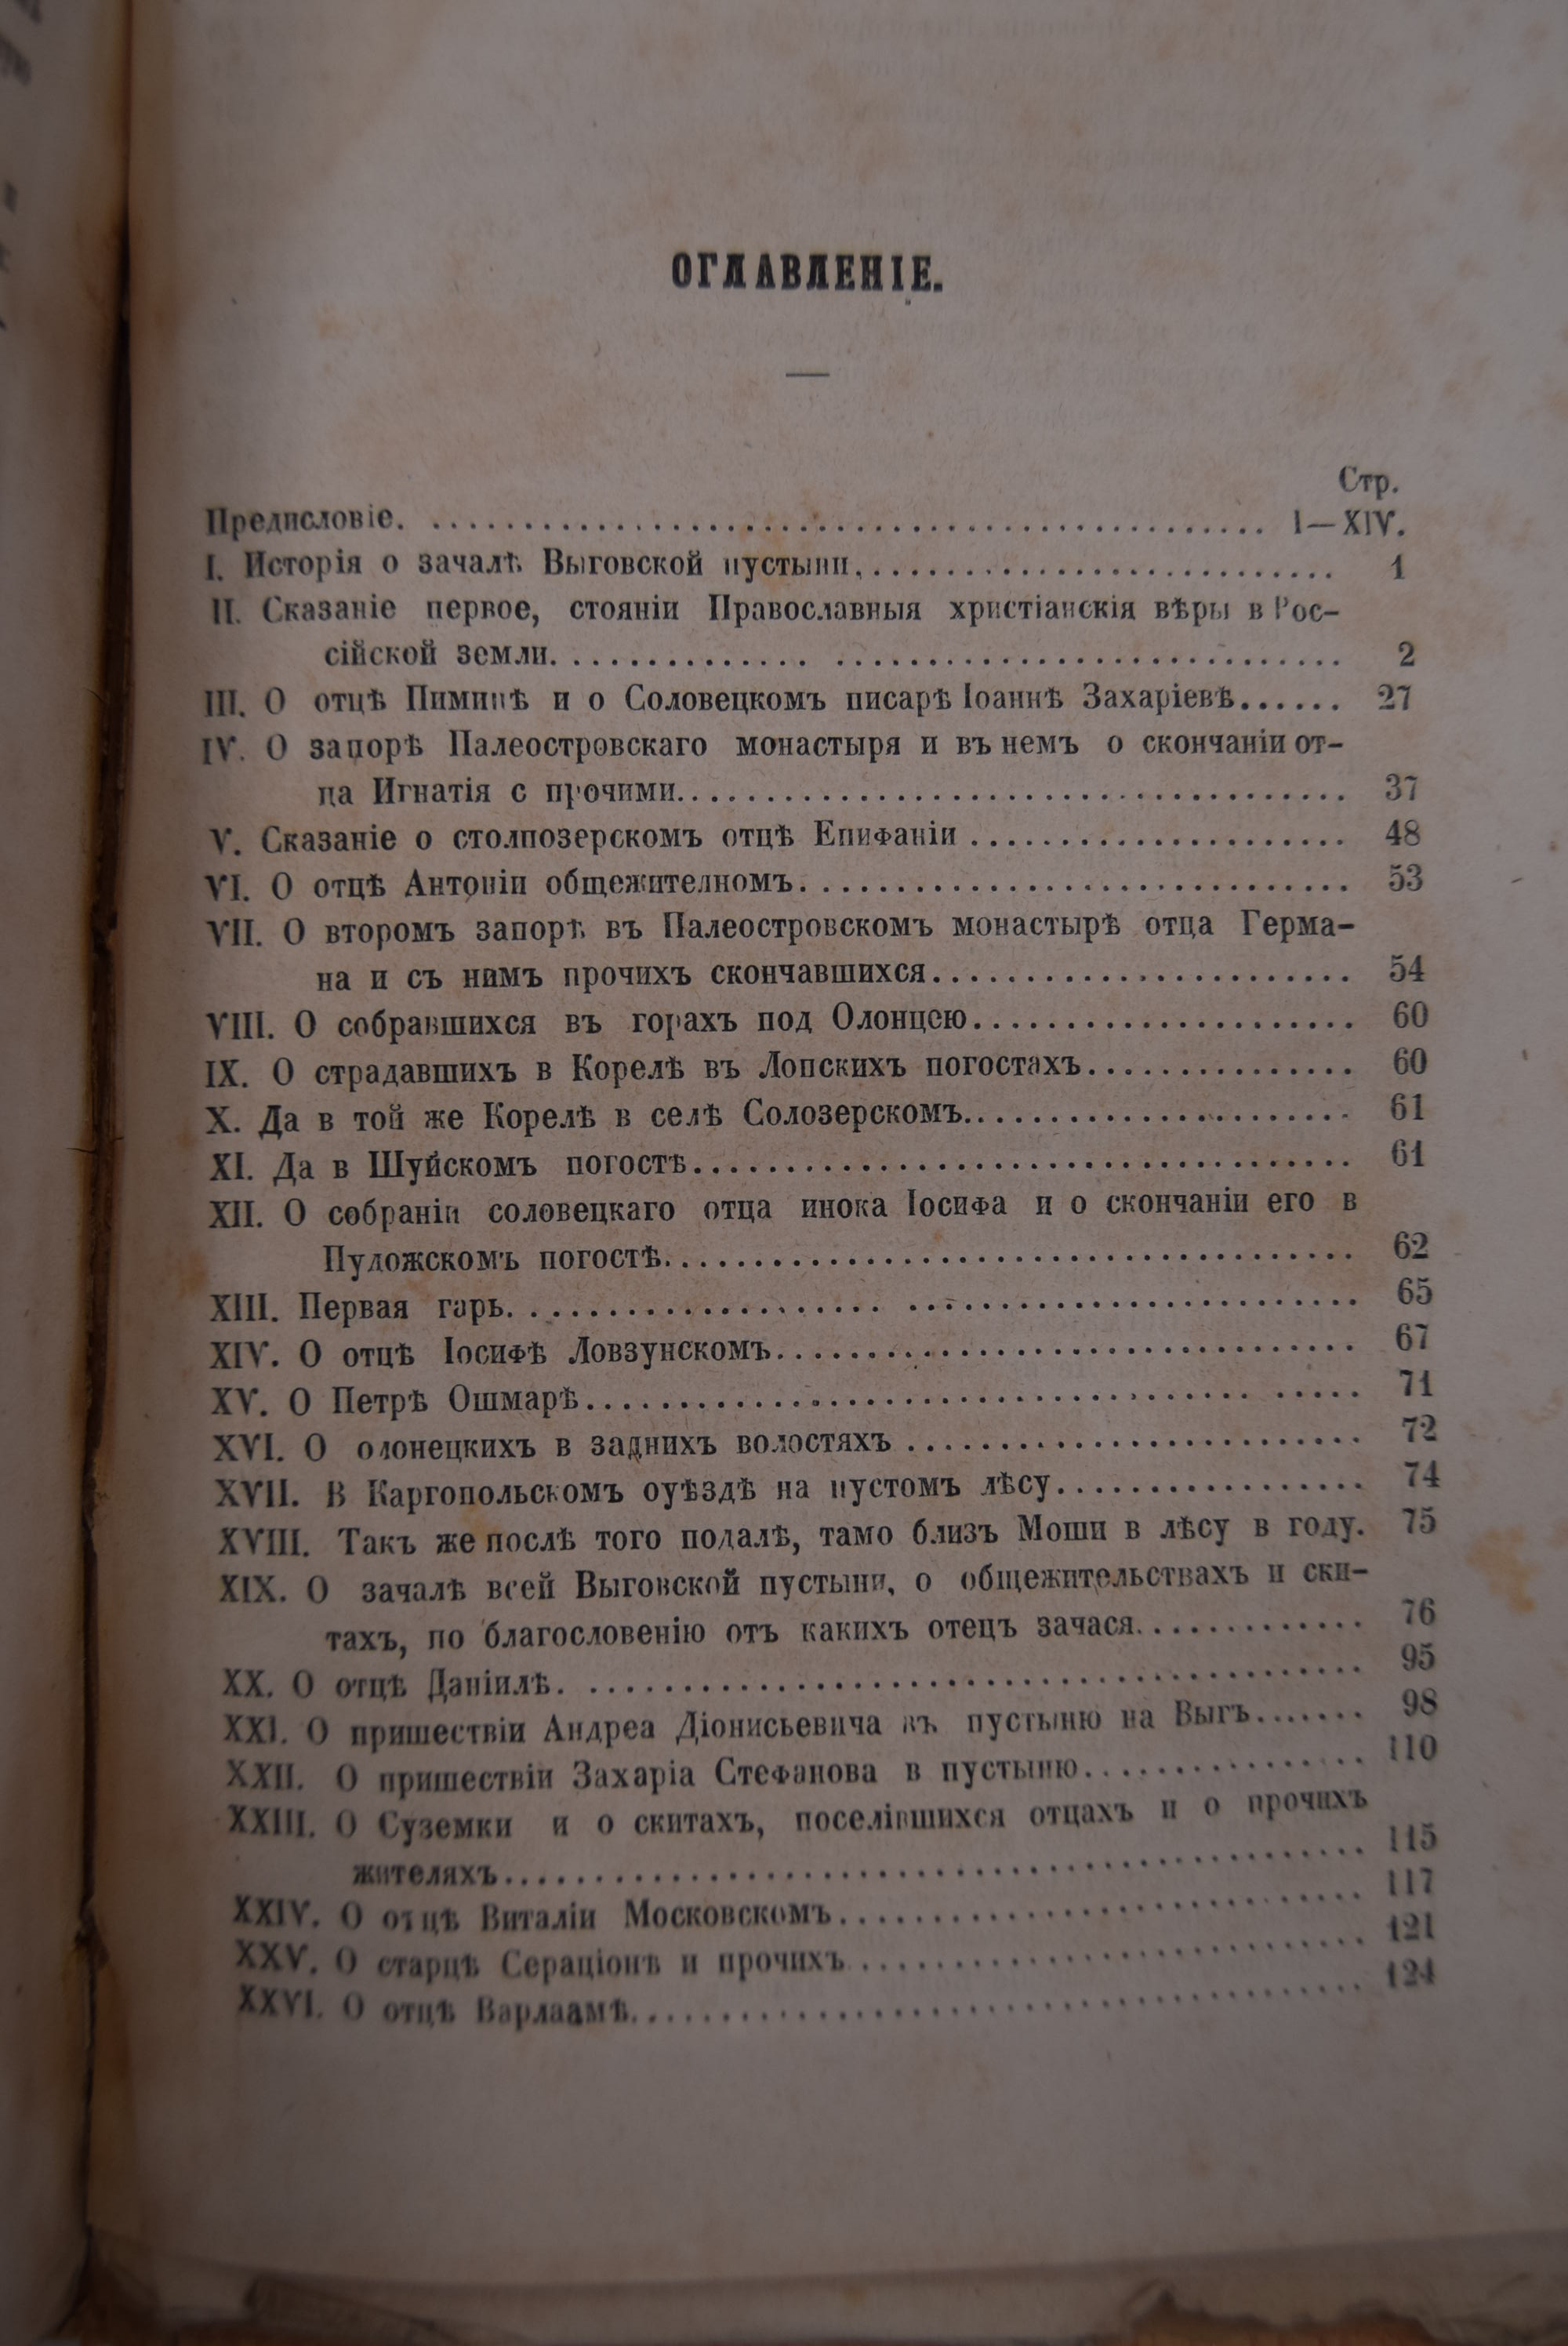 ОГЛАВЛЕНІЕ.
Стр.
Предисловіе. ............ I—XIV.
I. Исторія о зачалѣ Выговской пустыни. ............ 1
II. Сказаніе первое, стояніи Православныя христіанскія вѣры в Рос-
сійской земли. ............ 2
III. О отцѣ Пиминѣ и о Соловецкомъ писарѣ Іоаннѣ Захаріевѣ...... 27
IV. О запорѣ Палеостровскаго монастыря и въ немъ о скончаніи от-
ца Игнатія с прочими. ............ 37
V. Сказаніе о столпозерскомъ отцѣ Епифаніи ............ 48
VI. О отцѣ Антоніи общежителномъ. ............ 53
VII. О второмъ запорѣ въ Палеостровскомъ монастырѣ отца Герма-
на и съ нимъ прочихъ скончавшихся. ............ 54
VIII. О собравшихся въ горахъ под Олонцею. ............ 60
IX. О страдавшихъ в Корелѣ въ Лопскихъ погостахъ. ............ 60
X. Да в той же Корелѣ в селѣ Солозерскомъ. ............ 61
XI. Да в Шуйскомъ погостѣ. ............ 61
XII. О собраніи соловецкаго отца инока Іосифа и о скончаніи его в
Пудожскомъ погостѣ. ............ 62
XIII. Первая гарь. ............ 65
XIV. О отцѣ Іосифѣ Ловзунскомъ. ............ 67
XV. О Петрѣ Ошмарѣ. ............ 71
XVI. О олонецкихъ в задних​ъ волостяхъ ............ 72
XVII. В Каргопольскомъ оуѣздѣ на пустомъ лѣсу. ............ 74
XVIII. Такъ же послѣ того подалѣ, тамо близъ Моши в лѣсу в году. 75
XIX. О зачалѣ всей Выговской пустыни, о общежительствахъ и ски-
тахъ, по благословенію отъ какихъ отецъ зачася. ............ 76
XX. О отцѣ Даніилѣ. ............ 95
XXI. О пришествіи Андреа Діонисьевича въ пустыню на Выгъ....... 98
XXII. О пришествіи Захаріа Стефанова в пустыню. ............ 110
XXIII. О Суземки и о скитахъ, поселівшихся отцахъ и о прочихъ
жителяхъ. ............ 115
XXIV. О отцѣ Виталіи Московскомъ. ............ 117
XXV. О старцѣ Сераціонѣ и прочихъ ............ 121
XXVI. О отцѣ Варлаамѣ. ............ 124